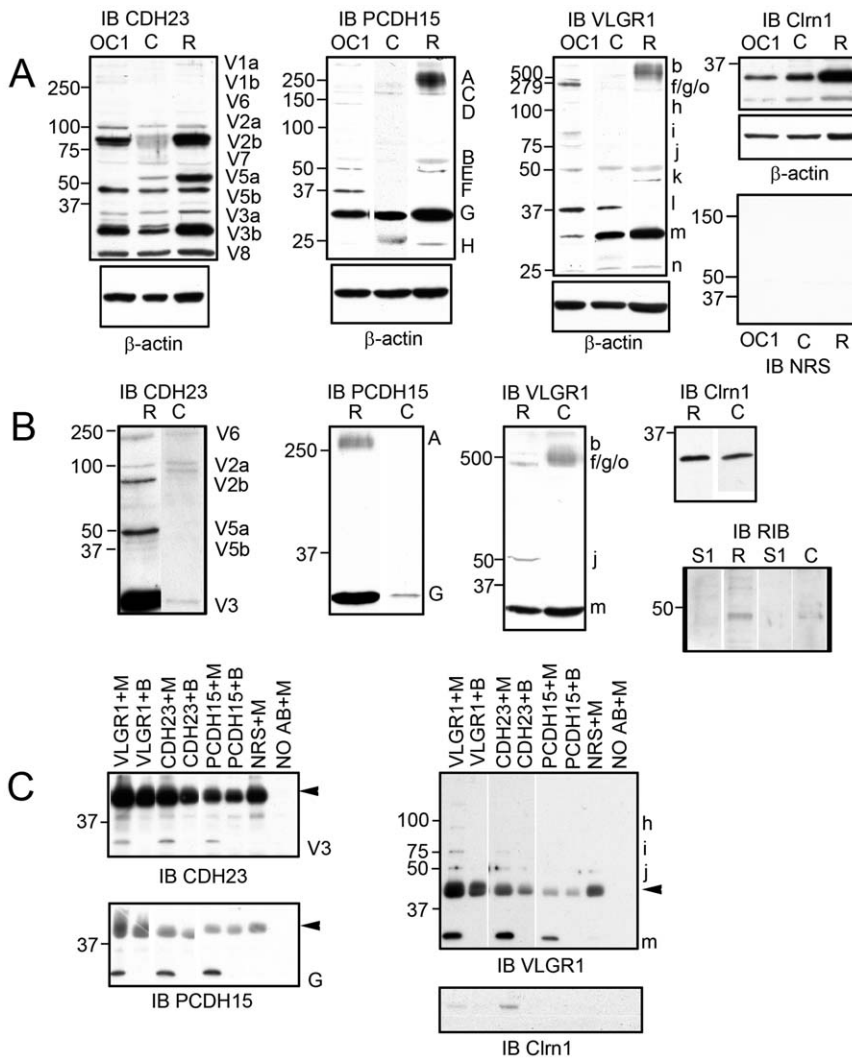 A
IB CDH23
OC1 C R
250
100
75
50
37
V1a
V1b
V6
V2a
V2b
V7
V5a
V5b
V3a
V3b
V8
β-actin
IB PCDH15
OC1 C R
250
150
100
50
37
25
A
C
D
B
E
F
G
H
β-actin
IB VLGR1
OC1 C R
500
279
100
75
50
37
25
b
f/g/o
h
i
j
k
l
m
n
β-actin
IB Clrn1
OC1 C R
37
β-actin
150
50
37
OC1 C R
IB NRS
B
IB CDH23
R C
250
100
50
37
V6
V2a
V2b
V5a
V5b
V3
IB PCDH15
R C
250
37
A
G
IB VLGR1
R C
500
50
37
b
f/g/o
j
m
IB Clrn1
R C
37
IB RIB
S1 R S1 C
50
C
VLGR1+M
VLGR1+B
CDH23+M
CDH23+B
PCDH15+M
PCDH15+B
NRS+M
NO AB+M
37
V3
IB CDH23
37
G
IB PCDH15
VLGR1+M
VLGR1+B
CDH23+M
CDH23+B
PCDH15+M
PCDH15+B
NRS+M
NO AB+M
100
75
50
37
h
i
j
m
IB VLGR1
IB Clrn1